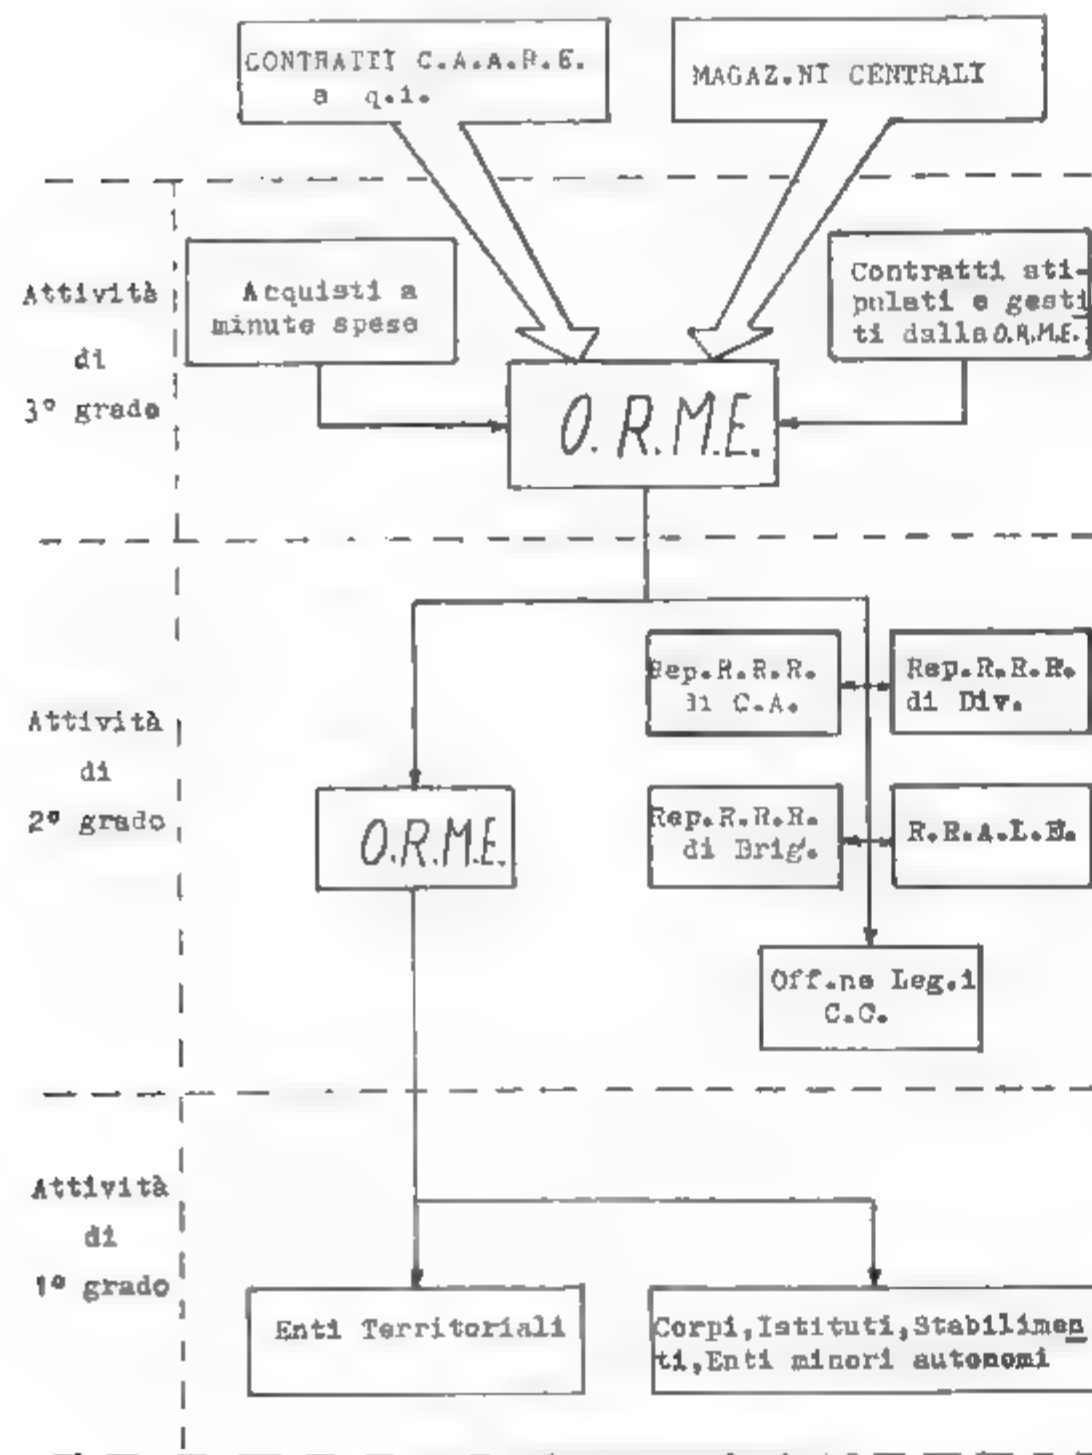 CONTRATTI C.A.A.R.E.
a q.i.
MAGAZ.NI CENTRALI
Attività
di
3° grado
Acquisti a
minute spese
Contratti sti-
pulati e gesti
ti dalla O.R.M.E.
O.R.M.E.
Attività
di
2° grado
Rep.R.R.R.
di C.A.
Rep.R.R.R.
di Div.
O.R.M.E.
Rep.R.R.R.
di Brig.
R.R.A.L.E.
Off.ne Leg.i
C.C.
Attività
di
1° grado
Enti Territoriali
Corpi,Istituti,Stabilimen
ti,Enti minori autonomi